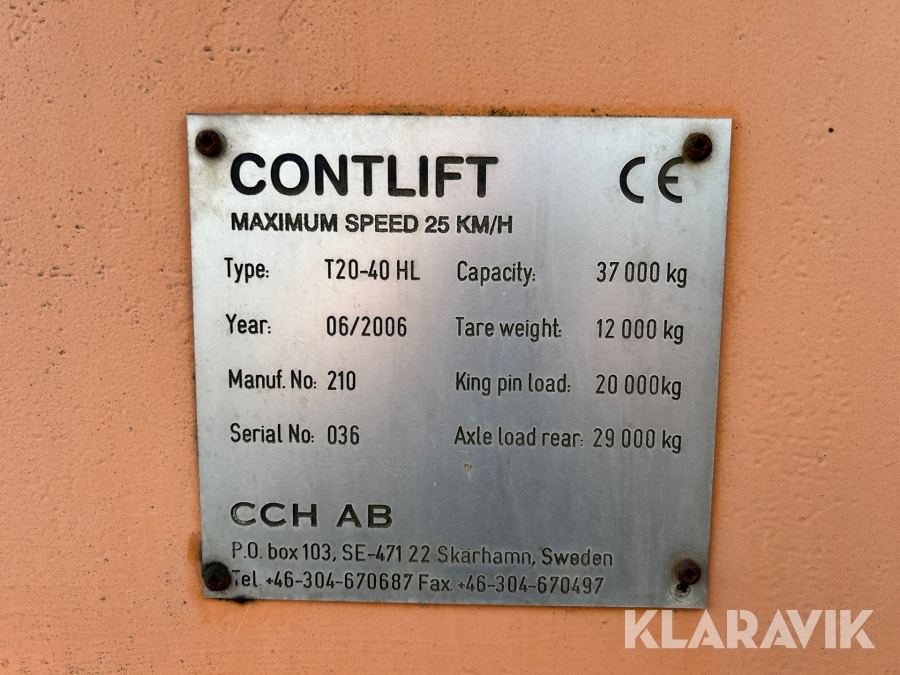 CONTLIFT CE
MAXIMUM SPEED 25 KM/H
Type: T20-40 HL Capacity: 37 000 kg
Year: 06/2006 Tare weight: 12 000 kg
Manuf. No: 210 King pin load: 20 000kg
Serial No: 036 Axle load rear: 29 000 kg
CCH AB
P.O. box 103, SE-471 22 Skärhamn, Sweden
Tel. +46-304-670687 Fax. +46-304-670497
KLARAVIK